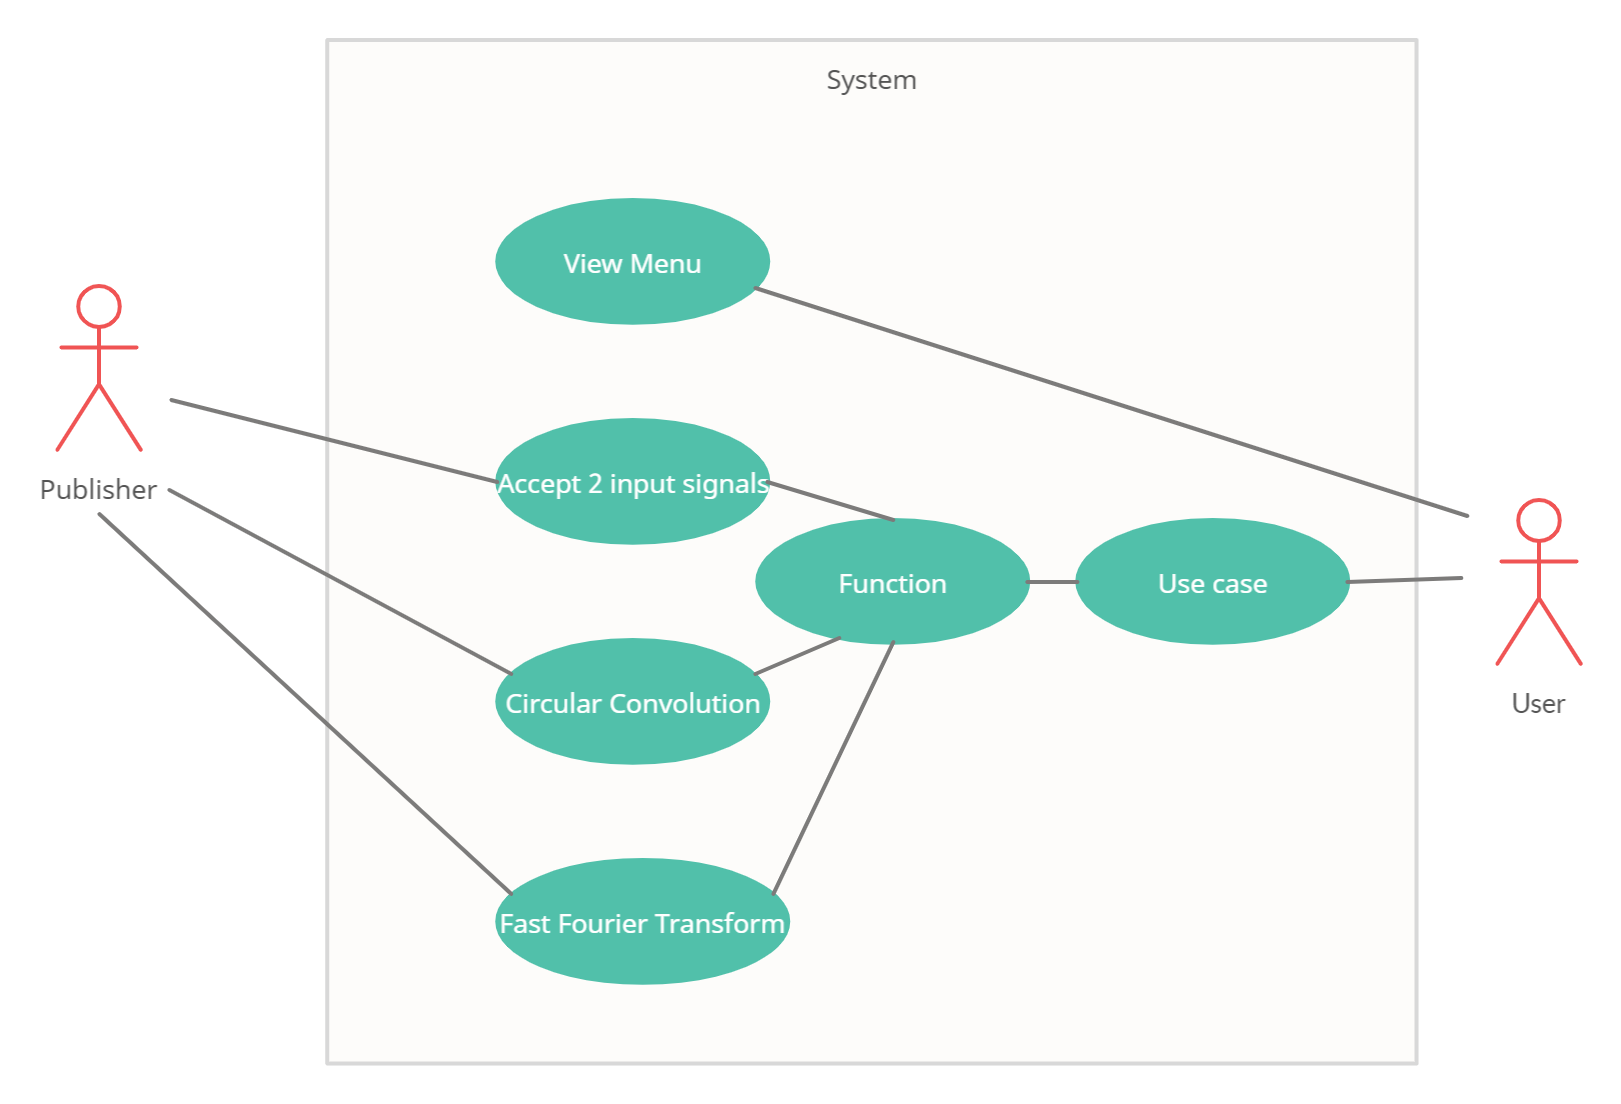 System
View Menu
Publisher
Accept 2 input signals
Function
Use case
Circular Convolution
User
Fast Fourier Transform